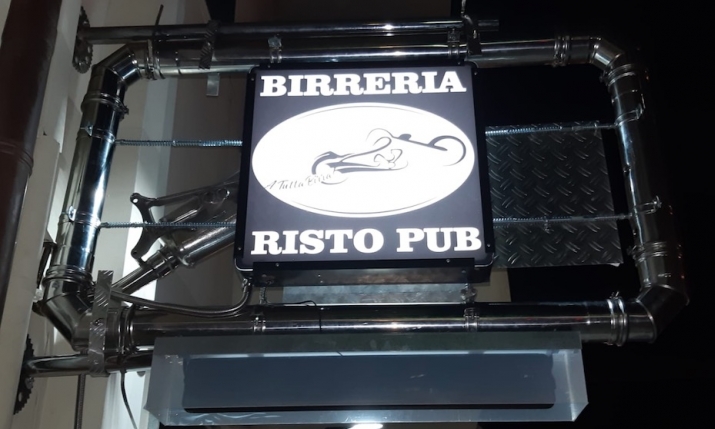 BIRRERIA
A Tutta Birra!
RISTO PUB